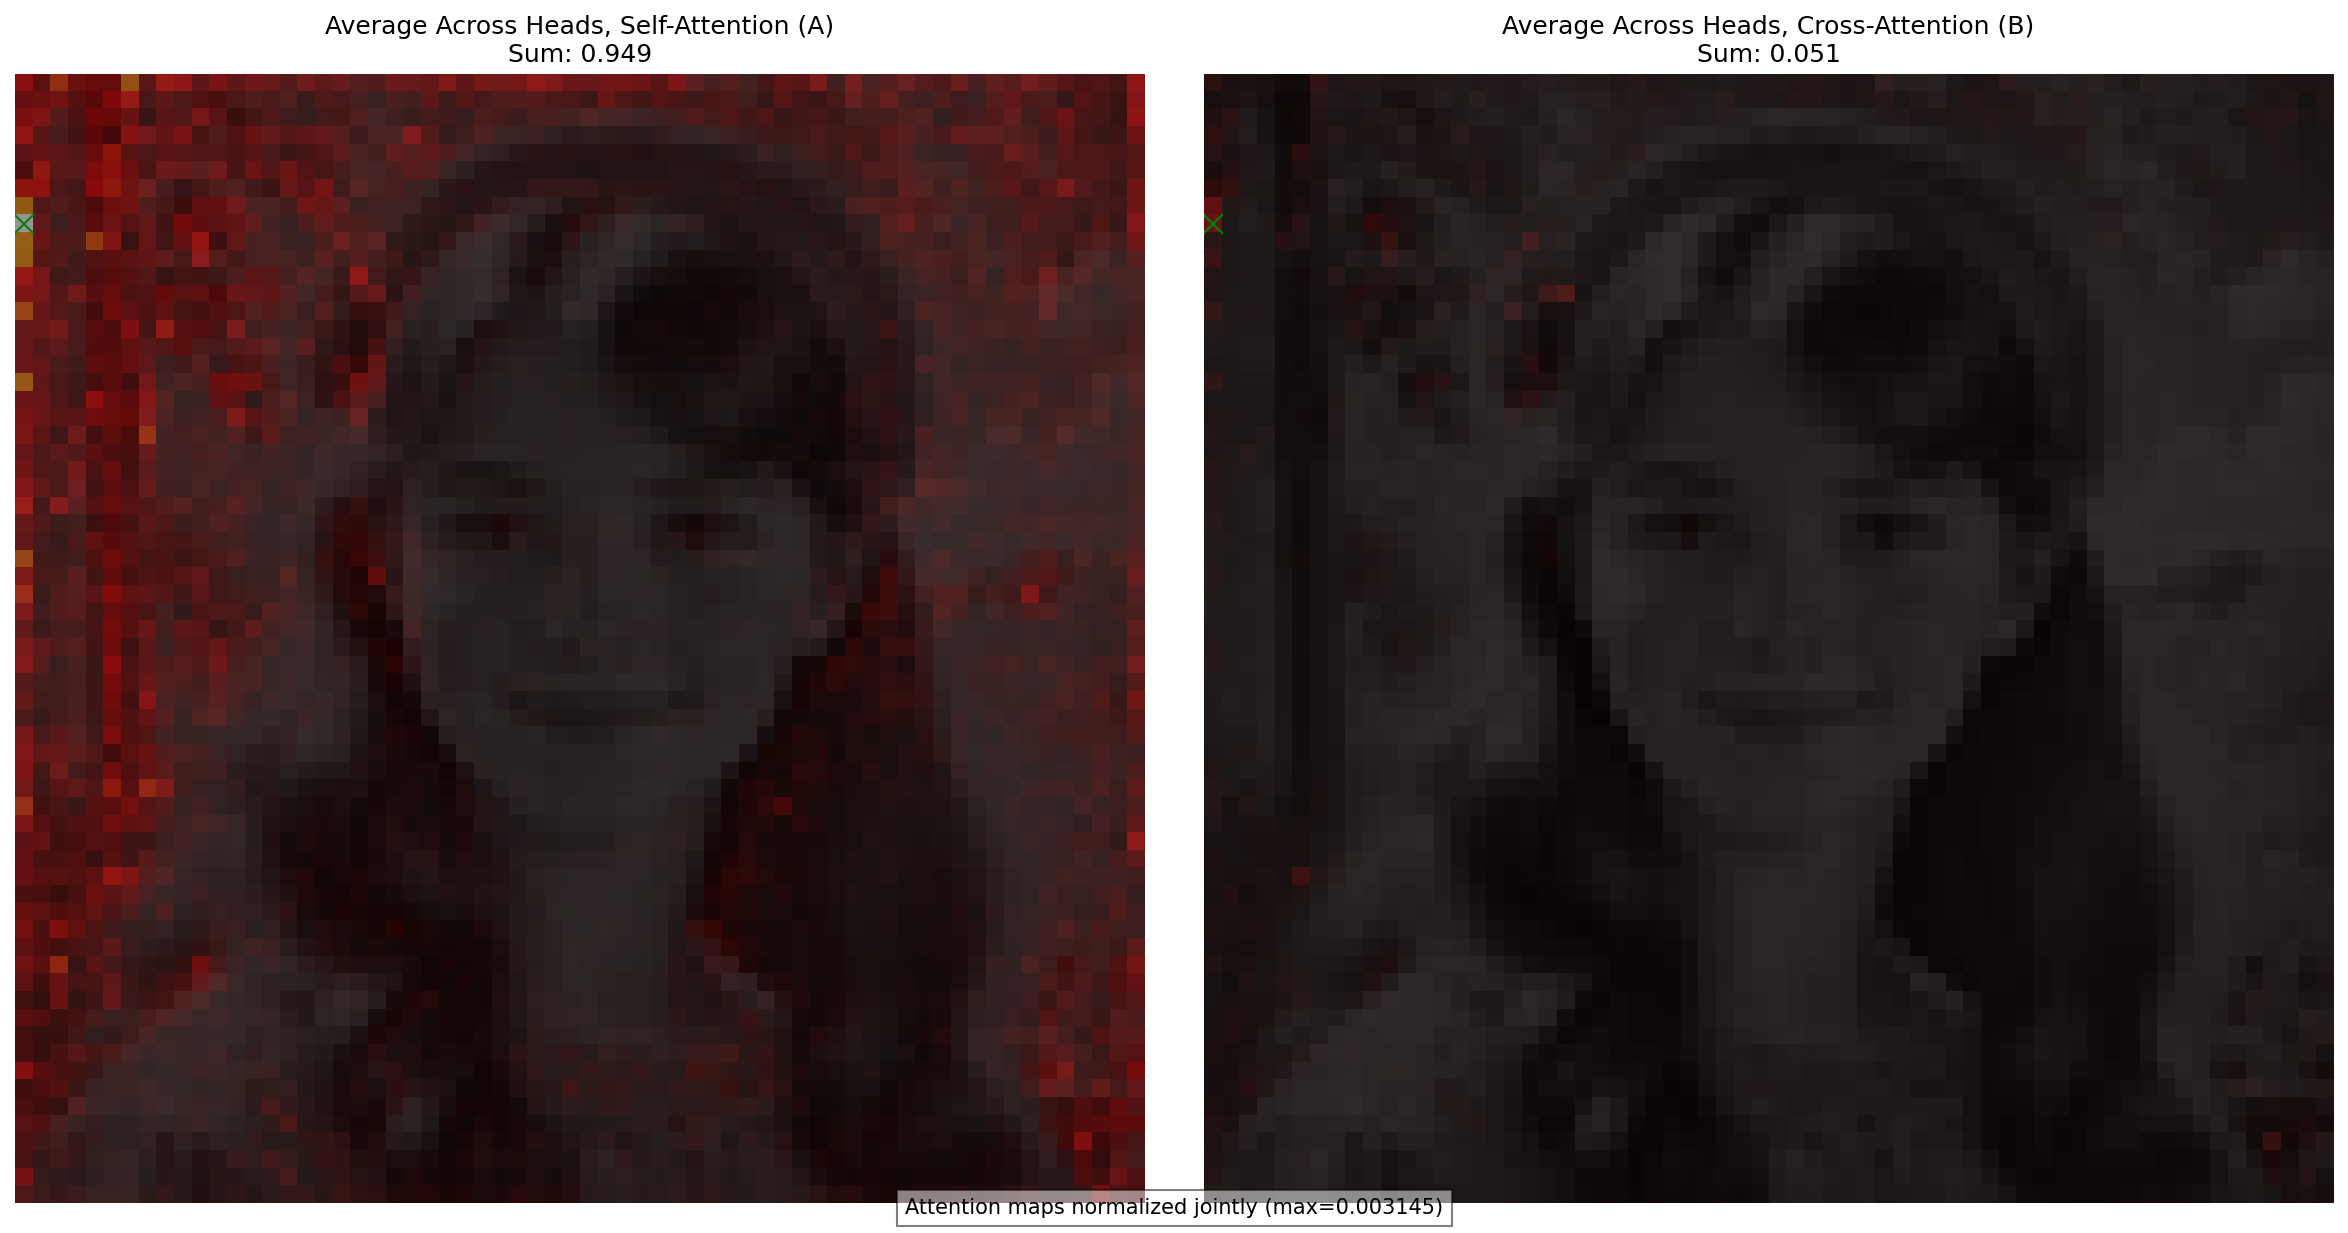 Average Across Heads, Self-Attention (A)
Sum: 0.949
Average Across Heads, Cross-Attention (B)
Sum: 0.051
Attention maps normalized jointly (max=0.003145)